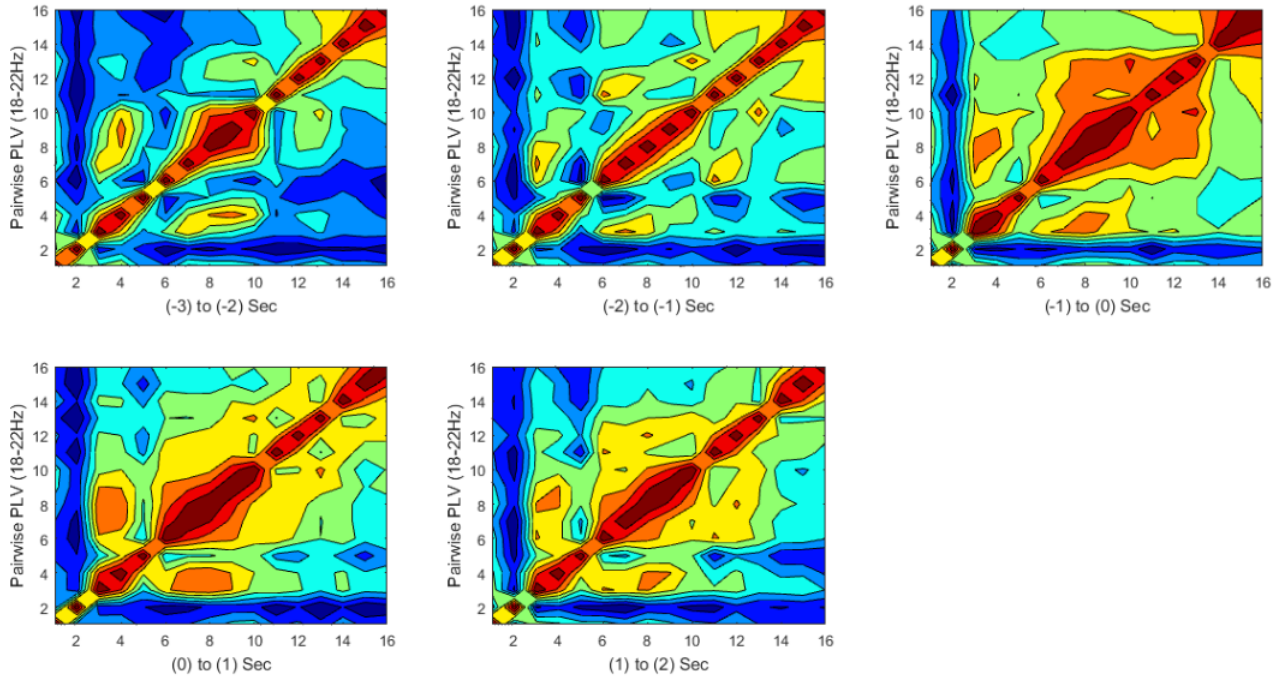 Pairwise PLV (18-22Hz)
16
14
12
10
8
6
4
2
2 4 6 8 10 12 14 16
(-3) to (-2) Sec
Pairwise PLV (18-22Hz)
16
14
12
10
8
6
4
2
2 4 6 8 10 12 14 16
(-2) to (-1) Sec
Pairwise PLV (18-22Hz)
16
14
12
10
8
6
4
2
2 4 6 8 10 12 14 16
(-1) to (0) Sec
Pairwise PLV (18-22Hz)
16
14
12
10
8
6
4
2
2 4 6 8 10 12 14 16
(0) to (1) Sec
Pairwise PLV (18-22Hz)
16
14
12
10
8
6
4
2
2 4 6 8 10 12 14 16
(1) to (2) Sec